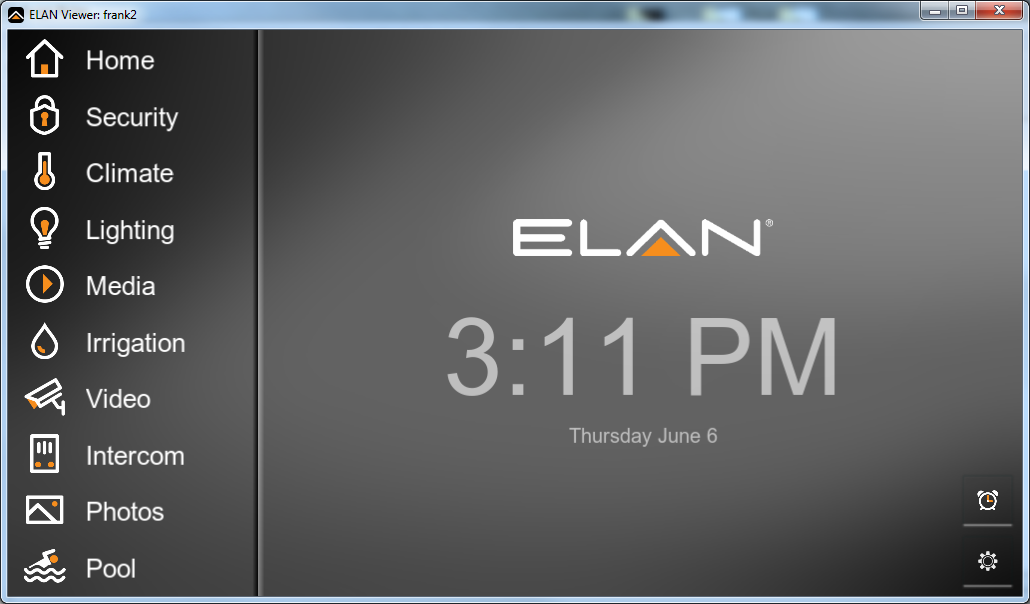 ELAN Viewer: frank2
Home
Security
Climate
Lighting
Media
Irrigation
Video
Intercom
Photos
Pool
ELAN®
3:11 PM
Thursday June 6